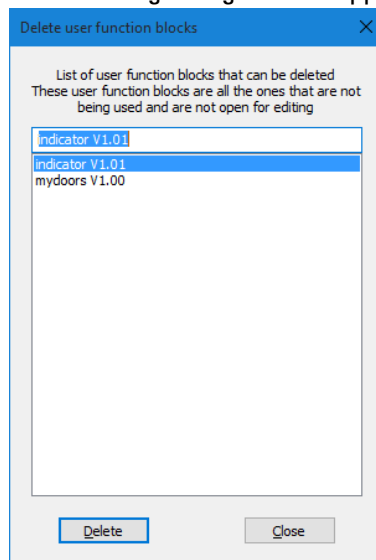 Delete user function blocks
List of user function blocks that can be deleted
These user function blocks are all the ones that are not
being used and are not open for editing
indicator V1.01
indicator V1.01
mydoors V1.00
Delete Close